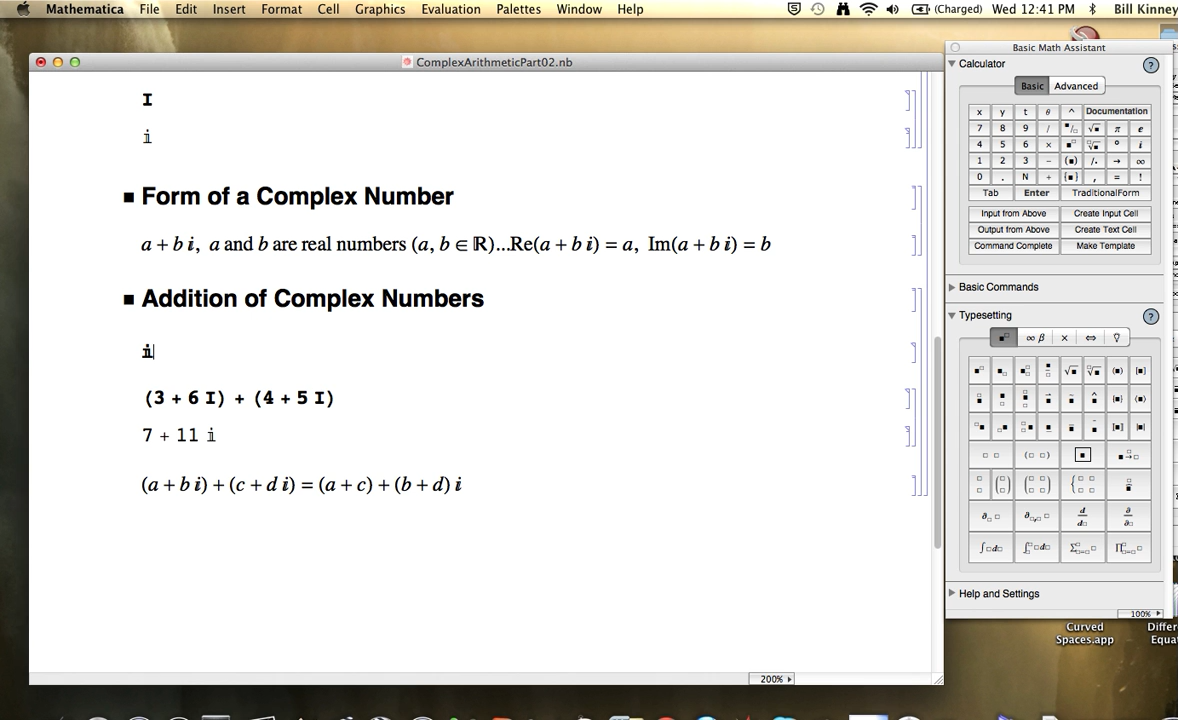 Mathematica File Edit Insert Format Cell Graphics Evaluation Palettes Window Help (Charged) Wed 12:41 PM Bill Kinney
ComplexArithmeticPart02.nb
I
i
Form of a Complex Number
a + b i, a and b are real numbers (a, b ∈ ℝ)...Re(a + b i) = a, Im(a + b i) = b
Addition of Complex Numbers
i
(3 + 6 I) + (4 + 5 I)
7 + 11 i
(a + b i) + (c + d i) = (a + c) + (b + d) i
200%
Basic Math Assistant
Calculator ?
Basic Advanced
x y t θ ^ Documentation
7 8 9 / √ π e
4 5 6 × √ ° i
1 2 3 − (▪) /. → ∞
0 . N + {▪} , = !
Tab Enter TraditionalForm
Input from Above Create Input Cell
Output from Above Create Text Cell
Command Complete Make Template
Basic Commands
Typesetting ?
∞ β × ⇔
d ∂
∫ d ∫ d Σ Π
Help and Settings
100%
Curved Differ
Spaces.app Equa